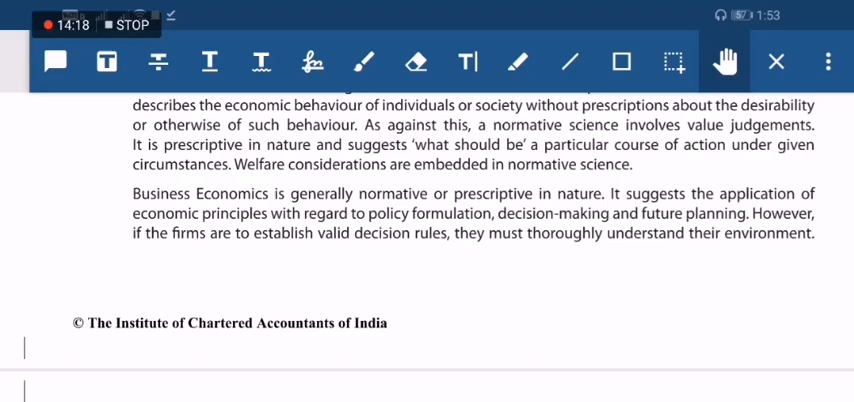 14:18 STOP
57 1:53
describes the economic behaviour of individuals or society without prescriptions about the desirability
or otherwise of such behaviour. As against this, a normative science involves value judgements.
It is prescriptive in nature and suggests ‘what should be’ a particular course of action under given
circumstances. Welfare considerations are embedded in normative science.
Business Economics is generally normative or prescriptive in nature. It suggests the application of
economic principles with regard to policy formulation, decision-making and future planning. However,
if the firms are to establish valid decision rules, they must thoroughly understand their environment.
© The Institute of Chartered Accountants of India